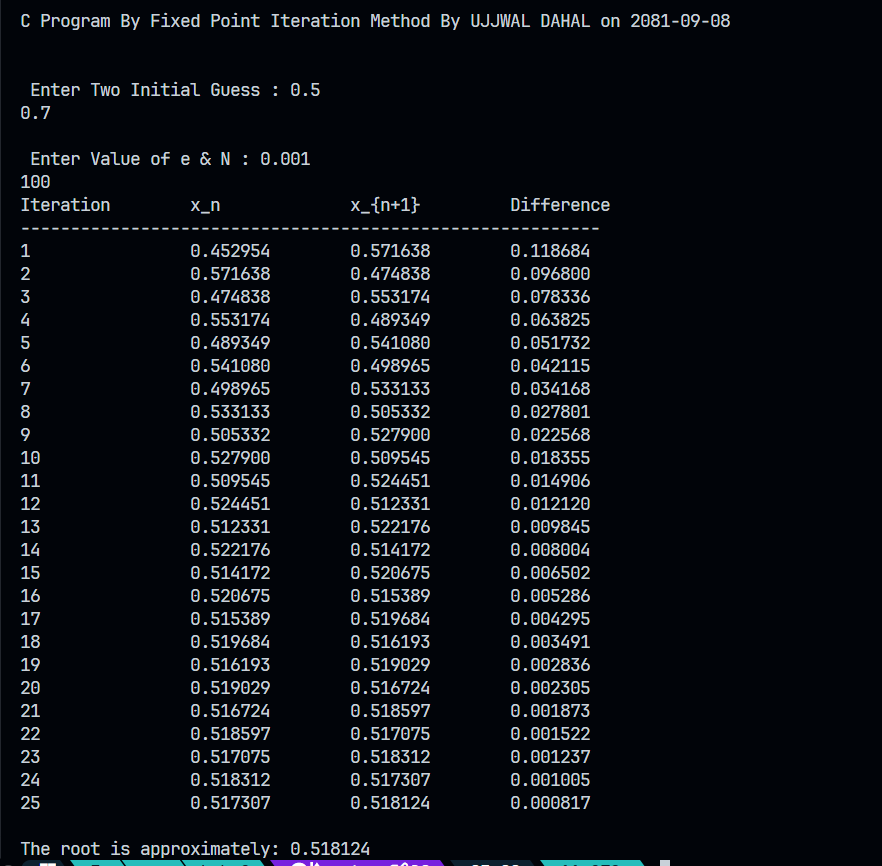 C Program By Fixed Point Iteration Method By UJJWAL DAHAL on 2081-09-08
Enter Two Initial Guess : 0.5
0.7
Enter Value of e & N : 0.001
100
Iteration x_n x_{n+1} Difference
----------------------------------------------------------
1 0.452954 0.571638 0.118684
2 0.571638 0.474838 0.096800
3 0.474838 0.553174 0.078336
4 0.553174 0.489349 0.063825
5 0.489349 0.541080 0.051732
6 0.541080 0.498965 0.042115
7 0.498965 0.533133 0.034168
8 0.533133 0.505332 0.027801
9 0.505332 0.527900 0.022568
10 0.527900 0.509545 0.018355
11 0.509545 0.524451 0.014906
12 0.524451 0.512331 0.012120
13 0.512331 0.522176 0.009845
14 0.522176 0.514172 0.008004
15 0.514172 0.520675 0.006502
16 0.520675 0.515389 0.005286
17 0.515389 0.519684 0.004295
18 0.519684 0.516193 0.003491
19 0.516193 0.519029 0.002836
20 0.519029 0.516724 0.002305
21 0.516724 0.518597 0.001873
22 0.518597 0.517075 0.001522
23 0.517075 0.518312 0.001237
24 0.518312 0.517307 0.001005
25 0.517307 0.518124 0.000817
The root is approximately: 0.518124